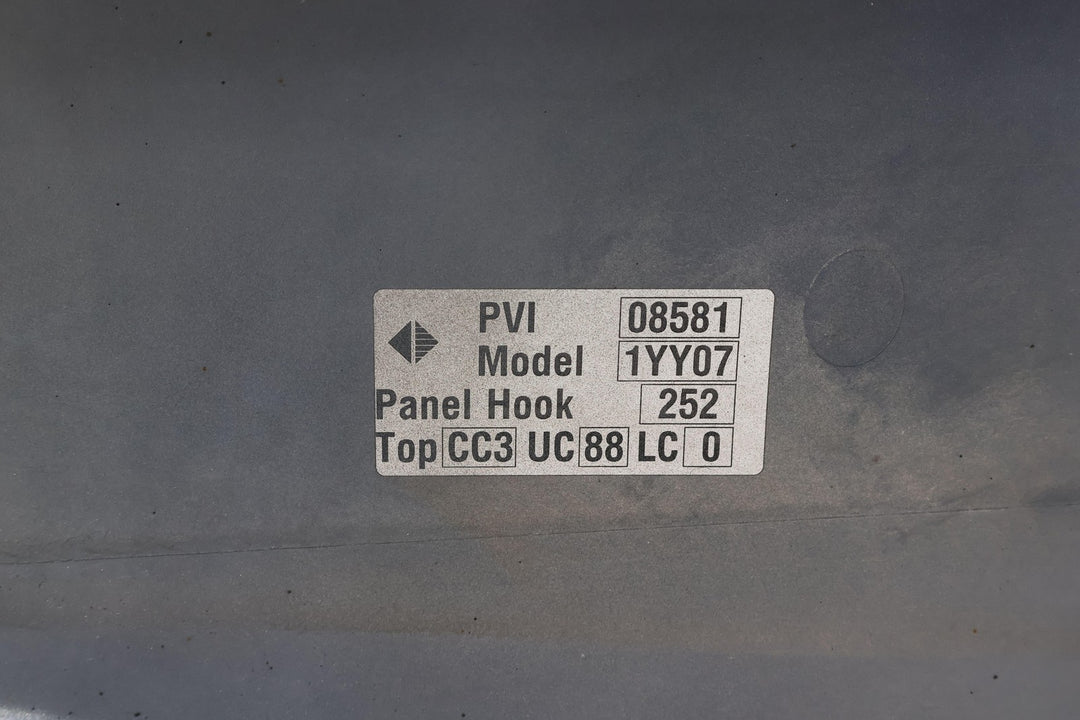 PVI 08581
Model 1YY07
Panel Hook 252
Top CC3 UC 88 LC 0